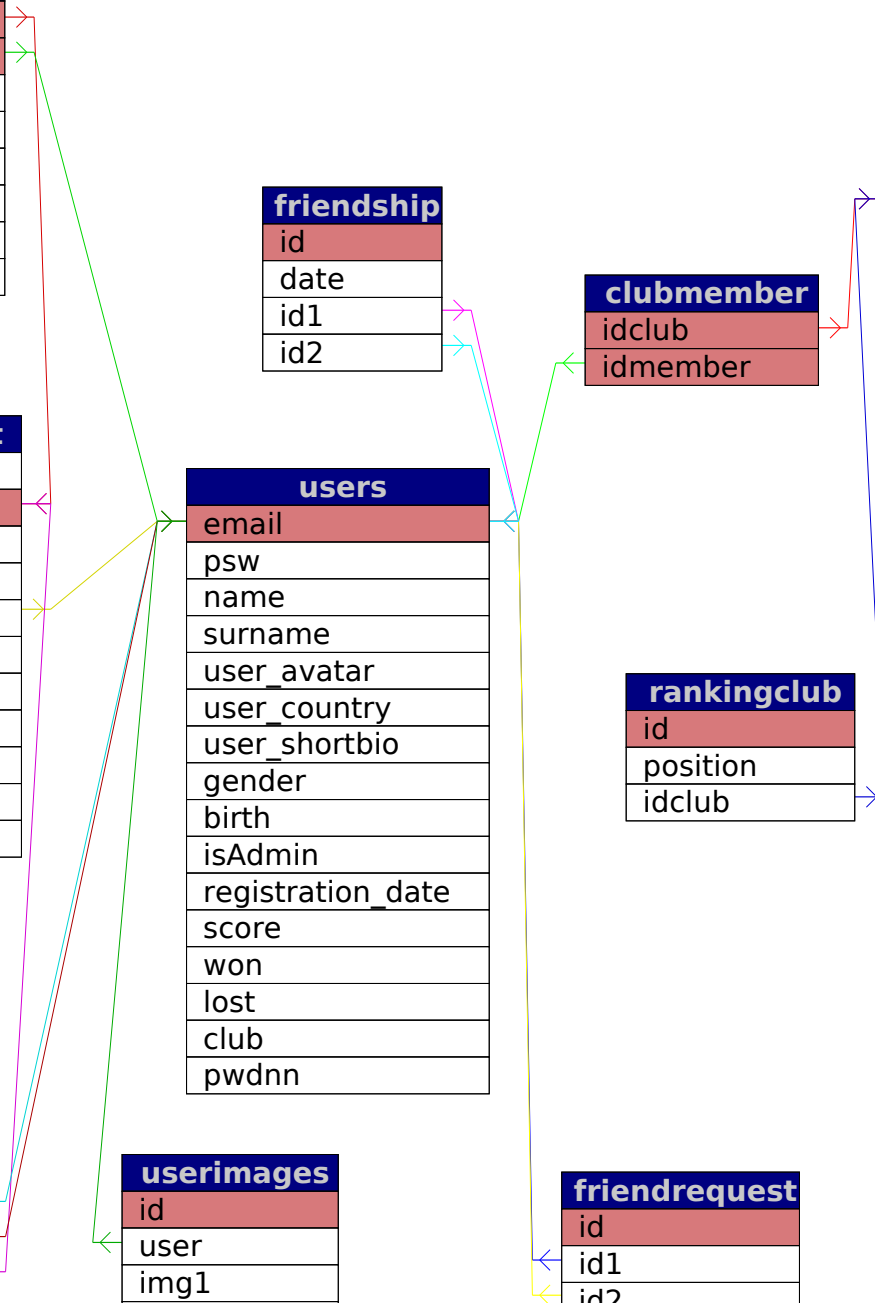 friendship
id
date
id1
id2
clubmember
idclub
idmember
users
email
psw
name
surname
user_avatar
user_country
user_shortbio
gender
birth
isAdmin
registration_date
score
won
lost
club
pwdnn
rankingclub
id
position
idclub
userimages
id
user
img1
friendrequest
id
id1
id2